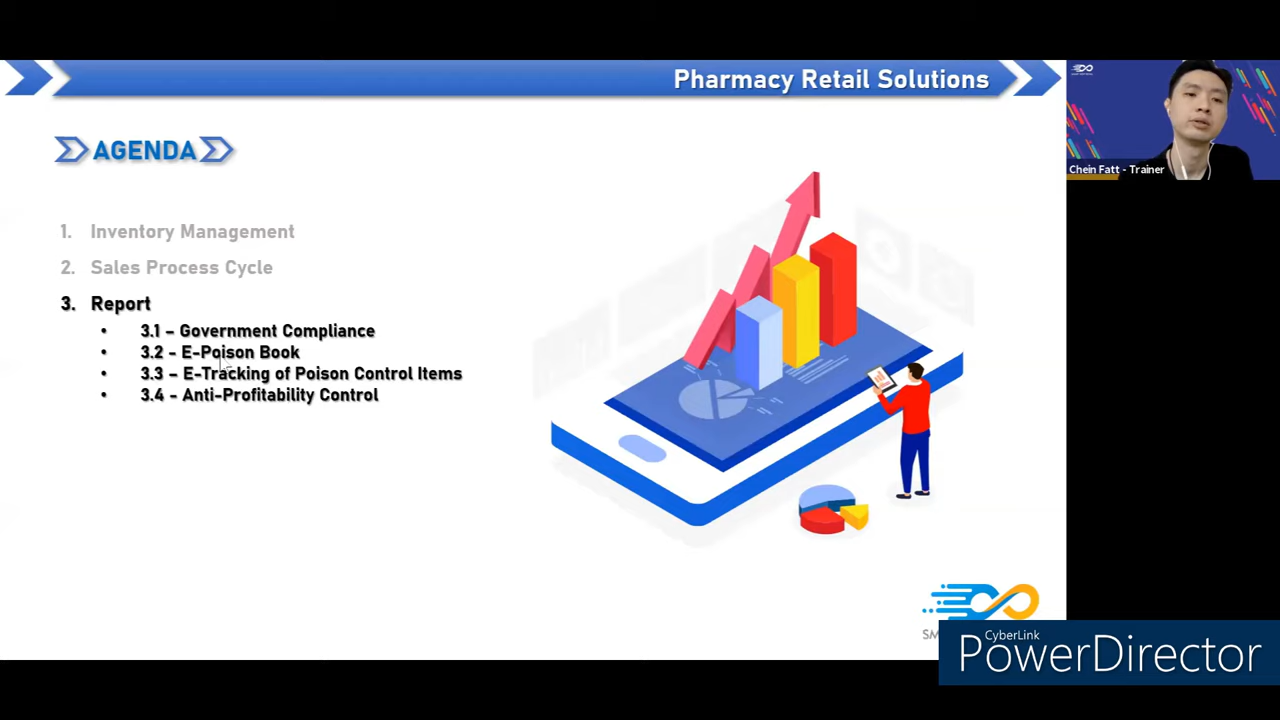 Pharmacy Retail Solutions
AGENDA
1. Inventory Management
2. Sales Process Cycle
3. Report
• 3.1 – Government Compliance
• 3.2 - E-Poison Book
• 3.3 – E-Tracking of Poison Control Items
• 3.4 - Anti-Profitability Control
Chein Fatt - Trainer
CyberLink
PowerDirector